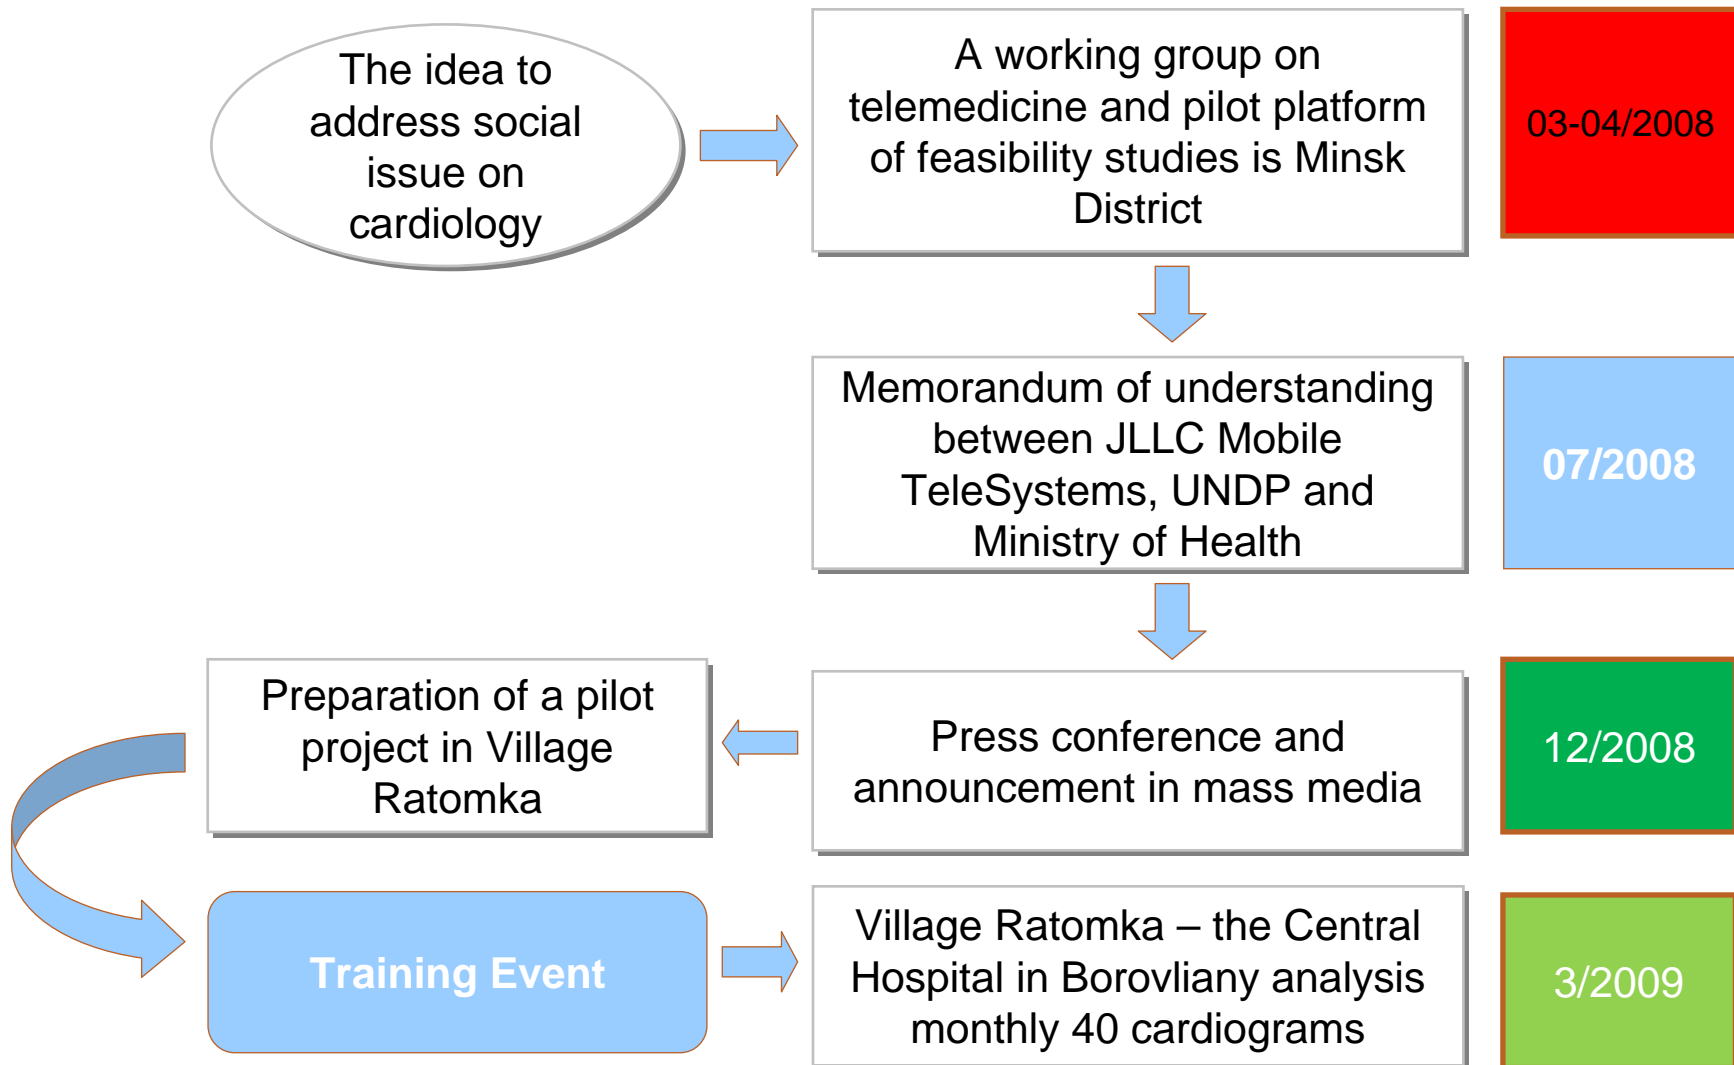 The idea to
address social
issue on
cardiology
A working group on
telemedicine and pilot platform
of feasibility studies is Minsk
District
03-04/2008
Memorandum of understanding
between JLLC Mobile
TeleSystems, UNDP and
Ministry of Health
07/2008
Preparation of a pilot
project in Village
Ratomka
Press conference and
announcement in mass media
12/2008
Training Event
Village Ratomka – the Central
Hospital in Borovliany analysis
monthly 40 cardiograms
3/2009